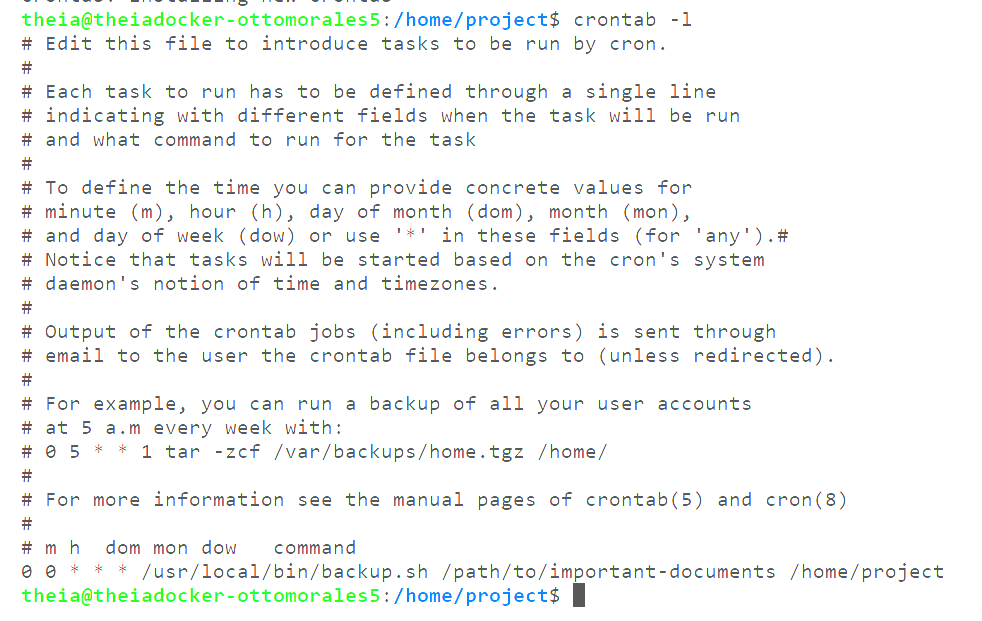 theia@theiadocker-ottomorales5:/home/project$ crontab -l
# Edit this file to introduce tasks to be run by cron.
#
# Each task to run has to be defined through a single line
# indicating with different fields when the task will be run
# and what command to run for the task
#
# To define the time you can provide concrete values for
# minute (m), hour (h), day of month (dom), month (mon),
# and day of week (dow) or use '*' in these fields (for 'any').#
# Notice that tasks will be started based on the cron's system
# daemon's notion of time and timezones.
#
# Output of the crontab jobs (including errors) is sent through
# email to the user the crontab file belongs to (unless redirected).
#
# For example, you can run a backup of all your user accounts
# at 5 a.m every week with:
# 0 5 * * 1 tar -zcf /var/backups/home.tgz /home/
#
# For more information see the manual pages of crontab(5) and cron(8)
#
# m h  dom mon dow   command
0 0 * * * /usr/local/bin/backup.sh /path/to/important-documents /home/project
theia@theiadocker-ottomorales5:/home/project$